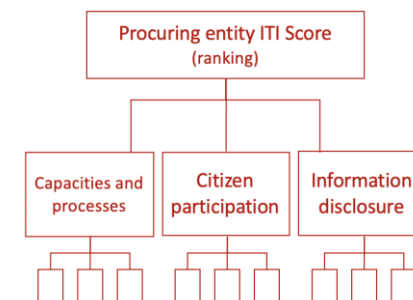 Procuring entity ITI Score
(ranking)
Capacities and
processes
Citizen
participation
Information
disclosure